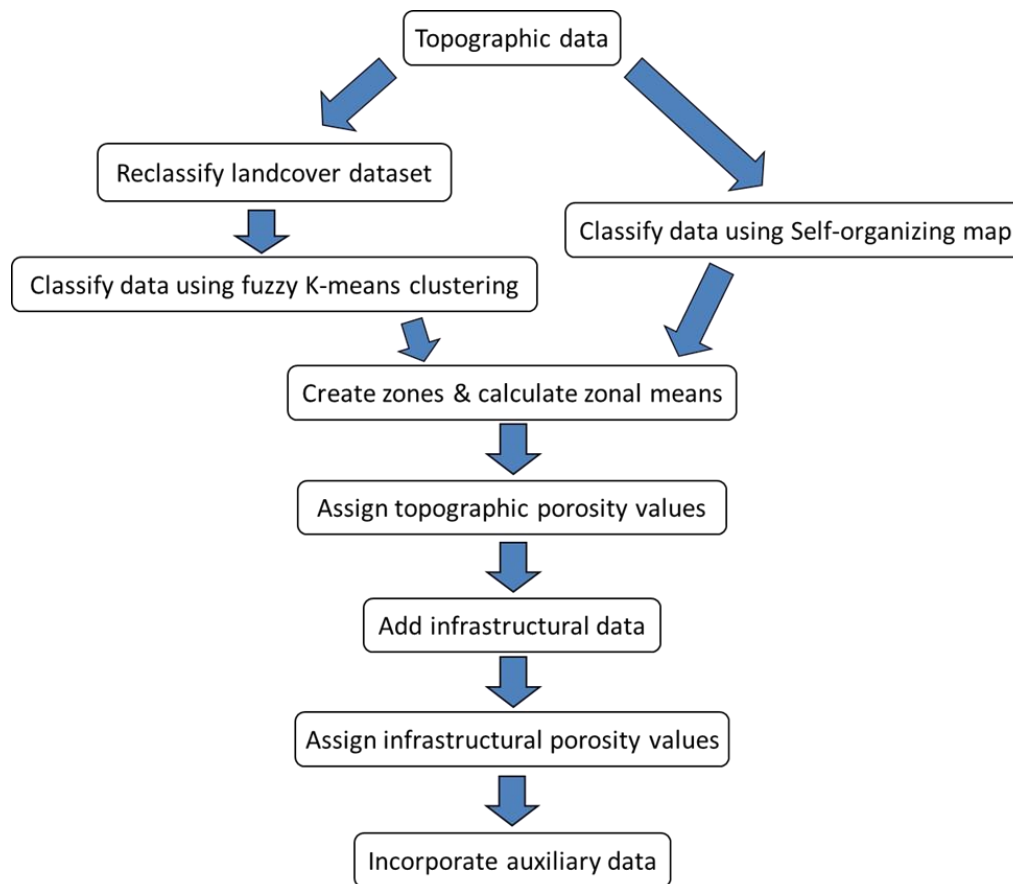 Topographic data
Reclassify landcover dataset
Classify data using Self-organizing map
Classify data using fuzzy K-means clustering
Create zones & calculate zonal means
Assign topographic porosity values
Add infrastructural data
Assign infrastructural porosity values
Incorporate auxiliary data